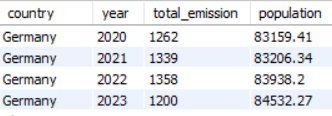 country year total_emission population
Germany 2020 1262 83159.41
Germany 2021 1339 83206.34
Germany 2022 1358 83938.2
Germany 2023 1200 84532.27